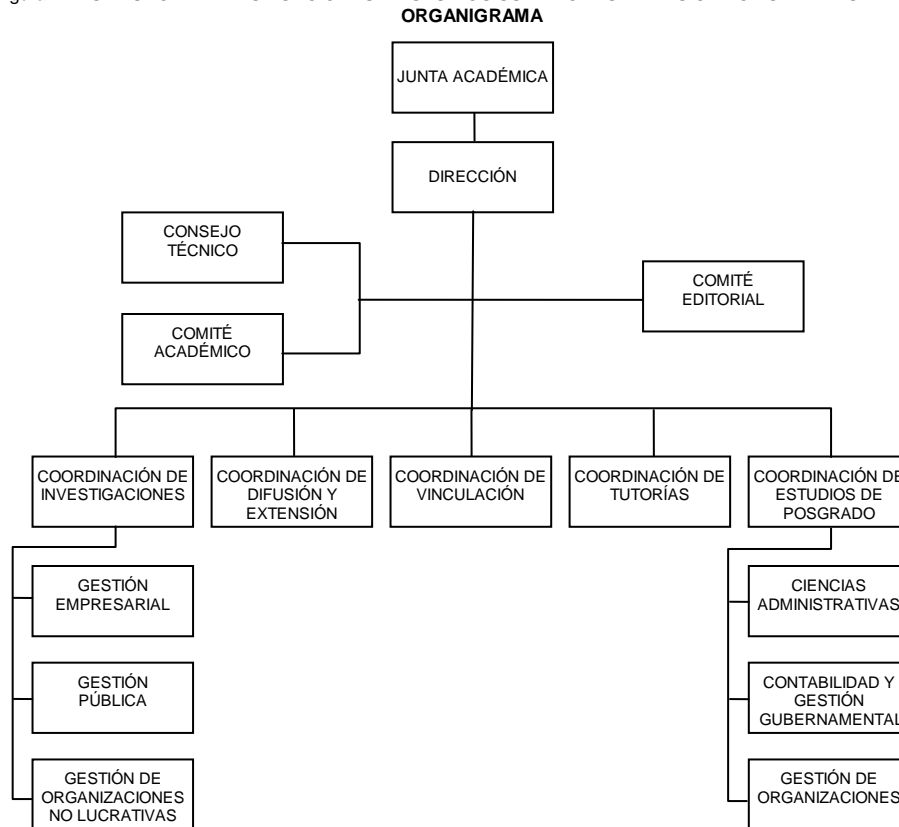 ORGANIGRAMA
JUNTA ACADÉMICA
DIRECCIÓN
CONSEJO
TÉCNICO
COMITÉ
EDITORIAL
COMITÉ
ACADÉMICO
COORDINACIÓN DE
INVESTIGACIONES
COORDINACIÓN DE
DIFUSIÓN Y
EXTENSIÓN
COORDINACIÓN DE
VINCULACIÓN
COORDINACIÓN DE
TUTORÍAS
COORDINACIÓN DE
ESTUDIOS DE
POSGRADO
GESTIÓN
EMPRESARIAL
CIENCIAS
ADMINISTRATIVAS
GESTIÓN
PÚBLICA
CONTABILIDAD Y
GESTIÓN
GUBERNAMENTAL
GESTIÓN DE
ORGANIZACIONES
NO LUCRATIVAS
GESTIÓN DE
ORGANIZACIONES